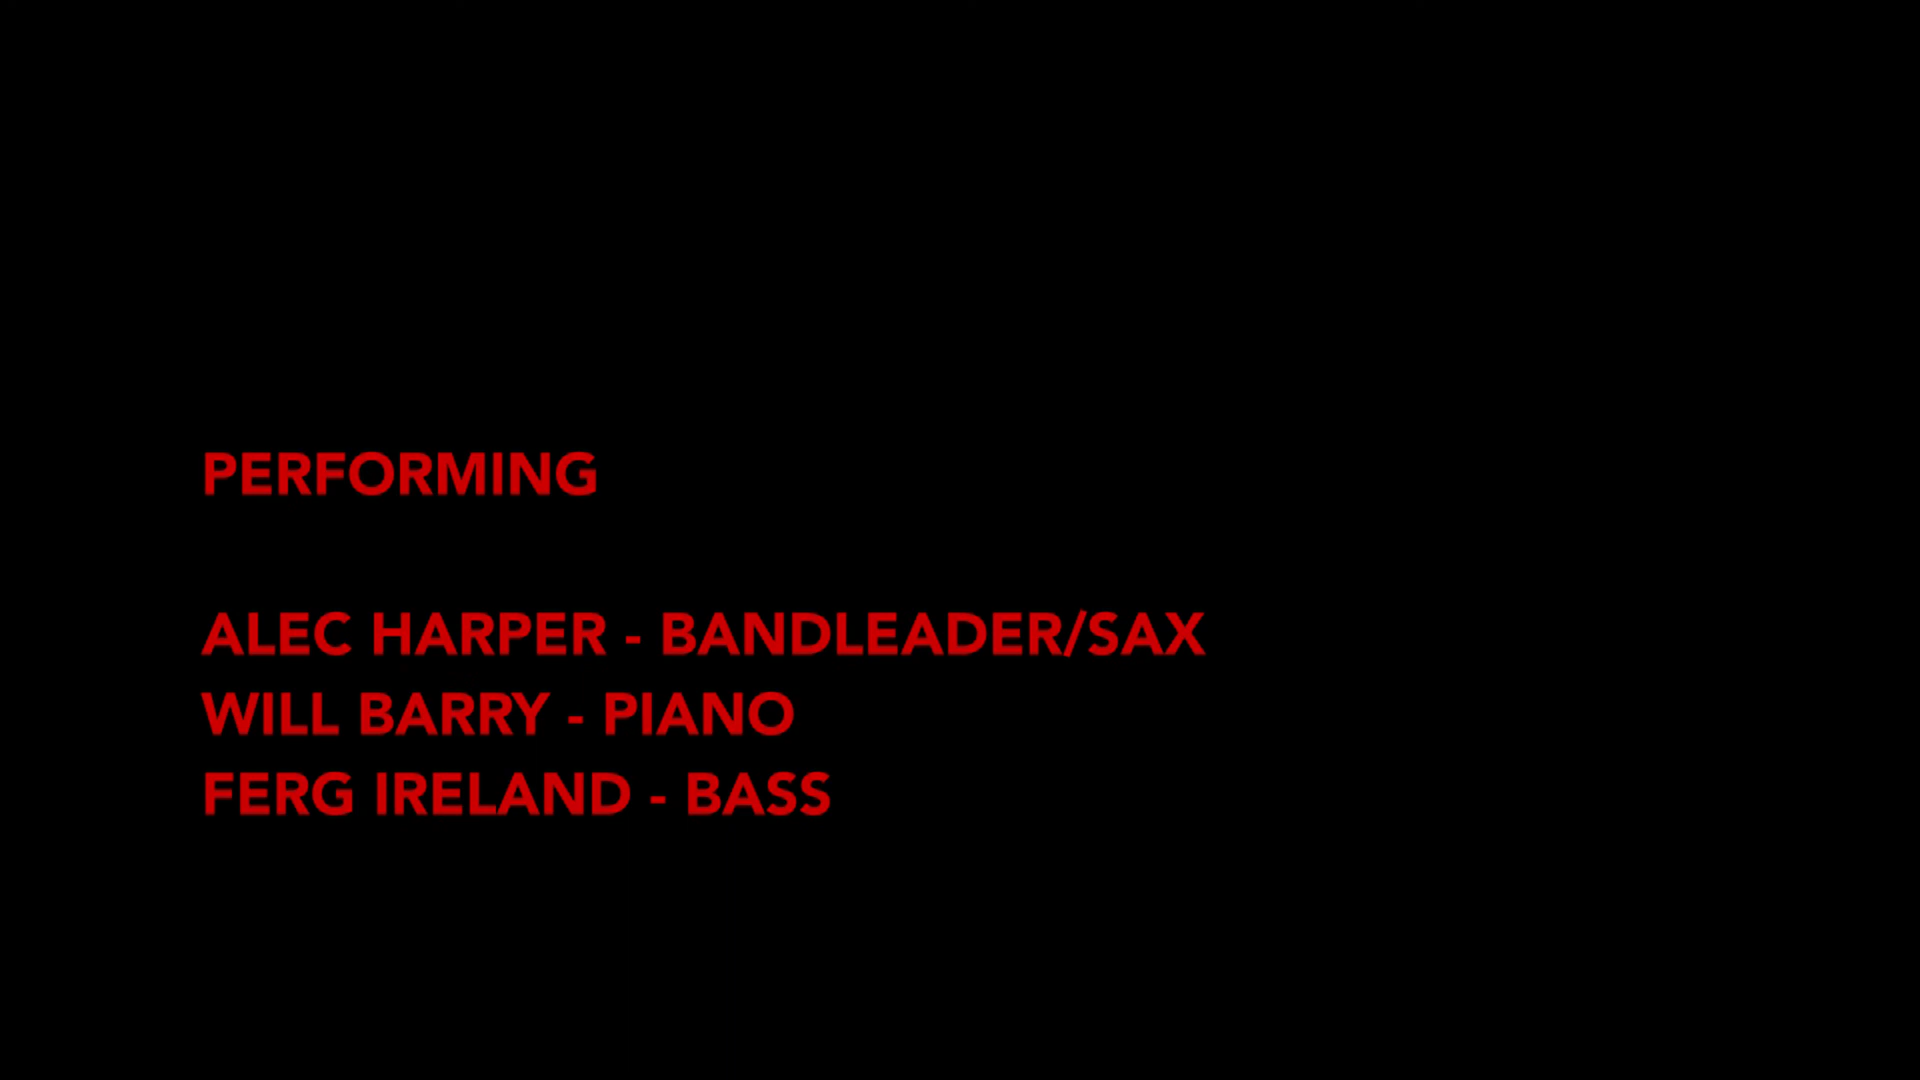 PERFORMING
ALEC HARPER - BANDLEADER/SAX
WILL BARRY - PIANO
FERG IRELAND - BASS